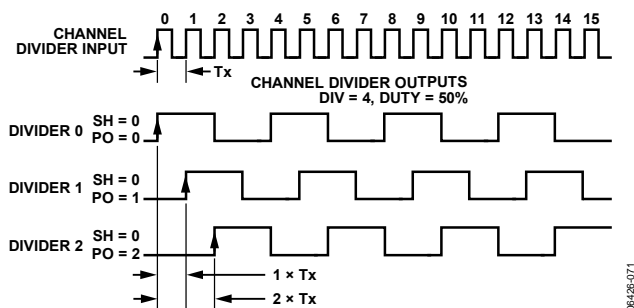 0 1 2 3 4 5 6 7 8 9 10 11 12 13 14 15
CHANNEL
DIVIDER INPUT
Tx
CHANNEL DIVIDER OUTPUTS
DIV = 4, DUTY = 50%
DIVIDER 0
SH = 0
PO = 0
DIVIDER 1
SH = 0
PO = 1
DIVIDER 2
SH = 0
PO = 2
1 × Tx
2 × Tx
06426-071